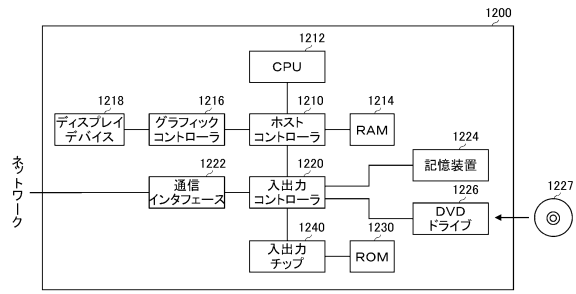 1200
1212
CPU
1218
ディスプレイ
デバイス
1216
グラフィック
コントローラ
1210
ホスト
コントローラ
1214
RAM
1222
通信
インタフェース
1220
入出力
コントローラ
1224
記憶装置
1226
DVD
ドライブ
1227
ネットワーク
1240
入出力
チップ
1230
ROM